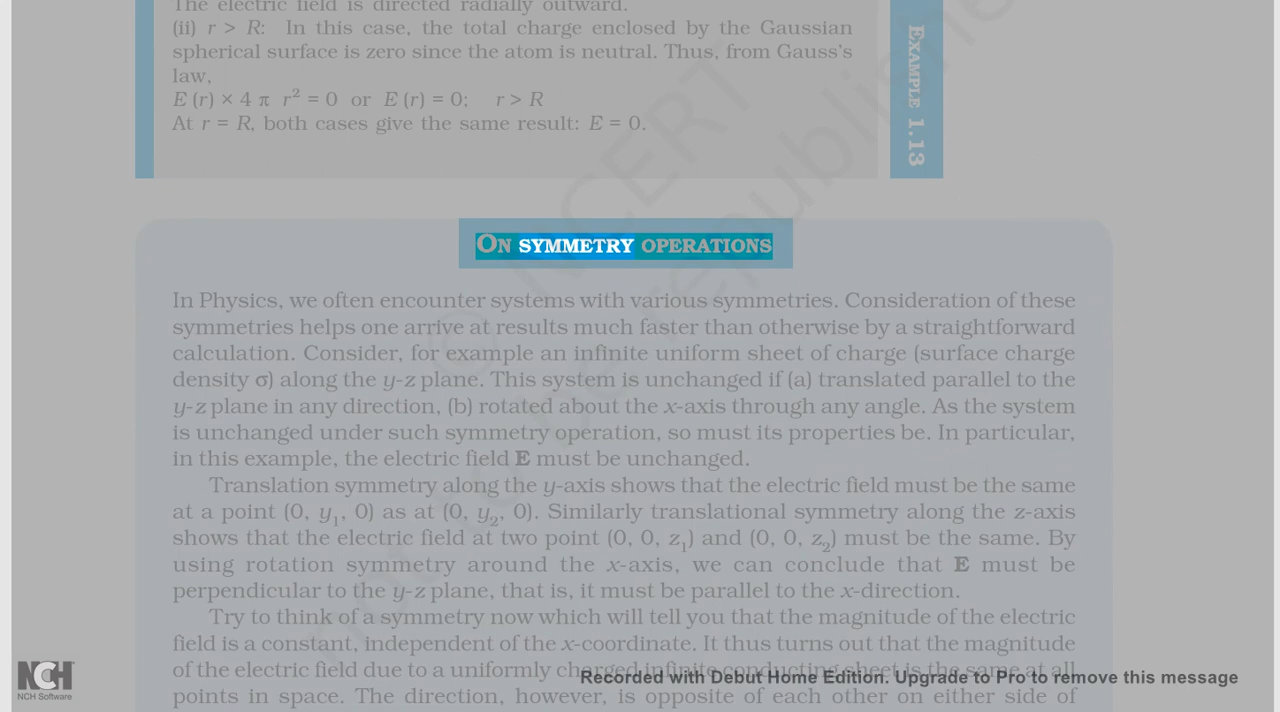 The electric field is directed radially outward.
(ii) r > R: In this case, the total charge enclosed by the Gaussian
spherical surface is zero since the atom is neutral. Thus, from Gauss's
law,
E (r) × 4 π r² = 0 or E (r) = 0; r > R
At r = R, both cases give the same result: E = 0.
EXAMPLE 1.13
ON SYMMETRY OPERATIONS
In Physics, we often encounter systems with various symmetries. Consideration of these
symmetries helps one arrive at results much faster than otherwise by a straightforward
calculation. Consider, for example an infinite uniform sheet of charge (surface charge
density σ) along the y-z plane. This system is unchanged if (a) translated parallel to the
y-z plane in any direction, (b) rotated about the x-axis through any angle. As the system
is unchanged under such symmetry operation, so must its properties be. In particular,
in this example, the electric field E must be unchanged.
Translation symmetry along the y-axis shows that the electric field must be the same
at a point (0, y₁, 0) as at (0, y₂, 0). Similarly translational symmetry along the z-axis
shows that the electric field at two point (0, 0, z₁) and (0, 0, z₂) must be the same. By
using rotation symmetry around the x-axis, we can conclude that E must be
perpendicular to the y-z plane, that is, it must be parallel to the x-direction.
Try to think of a symmetry now which will tell you that the magnitude of the electric
field is a constant, independent of the x-coordinate. It thus turns out that the magnitude
of the electric field due to a uniformly charged infinite conducting sheet is the same at all
points in space. The direction, however, is opposite of each other on either side of
© NCERT
not to be republished
NCH
NCH Software
Recorded with Debut Home Edition. Upgrade to Pro to remove this message